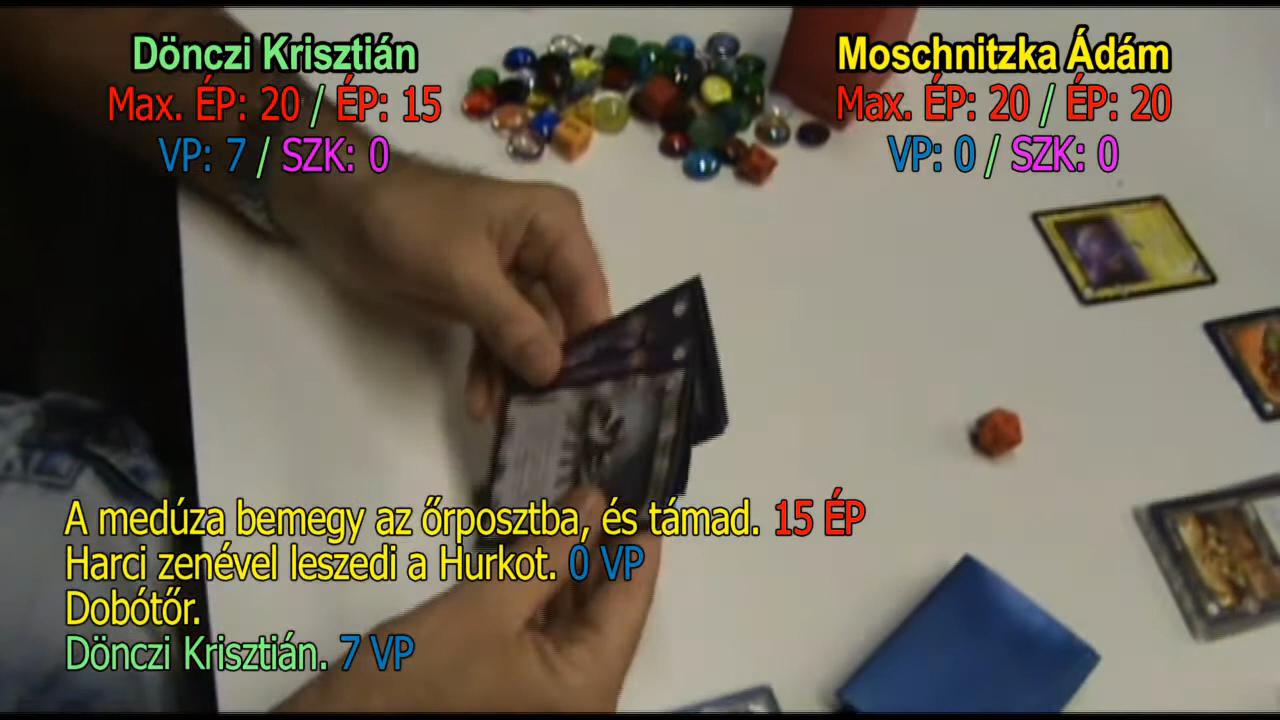 Dönczi Krisztián
Max. ÉP: 20 / ÉP: 15
VP: 7 / SZK: 0
Moschnitzka Ádám
Max. ÉP: 20 / ÉP: 20
VP: 0 / SZK: 0
A medúza bemegy az őrposztba, és támad. 15 ÉP
Harci zenével leszedi a Hurkot. 0 VP
Dobótőr.
Dönczi Krisztián. 7 VP